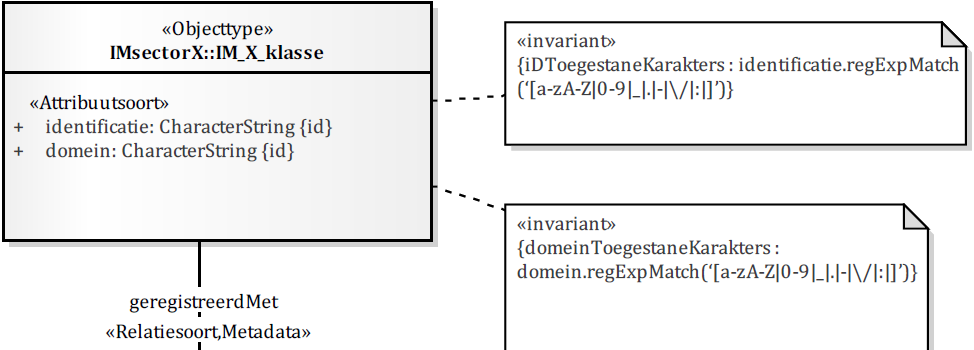 «Objecttype»
IMsectorX::IM_X_klasse
«Attribuutsoort»
+ identificatie: CharacterString {id}
+ domein: CharacterString {id}
«invariant»
{iDToegestaneKarakters : identificatie.regExpMatch
(‘[a-zA-Z|0-9|_|.|-|\/|:|]’)}
«invariant»
{domeinToegestaneKarakters :
domein.regExpMatch(‘[a-zA-Z|0-9|_|.|-|\/|:|]’)}
geregistreerdMet
«Relatiesoort,Metadata»